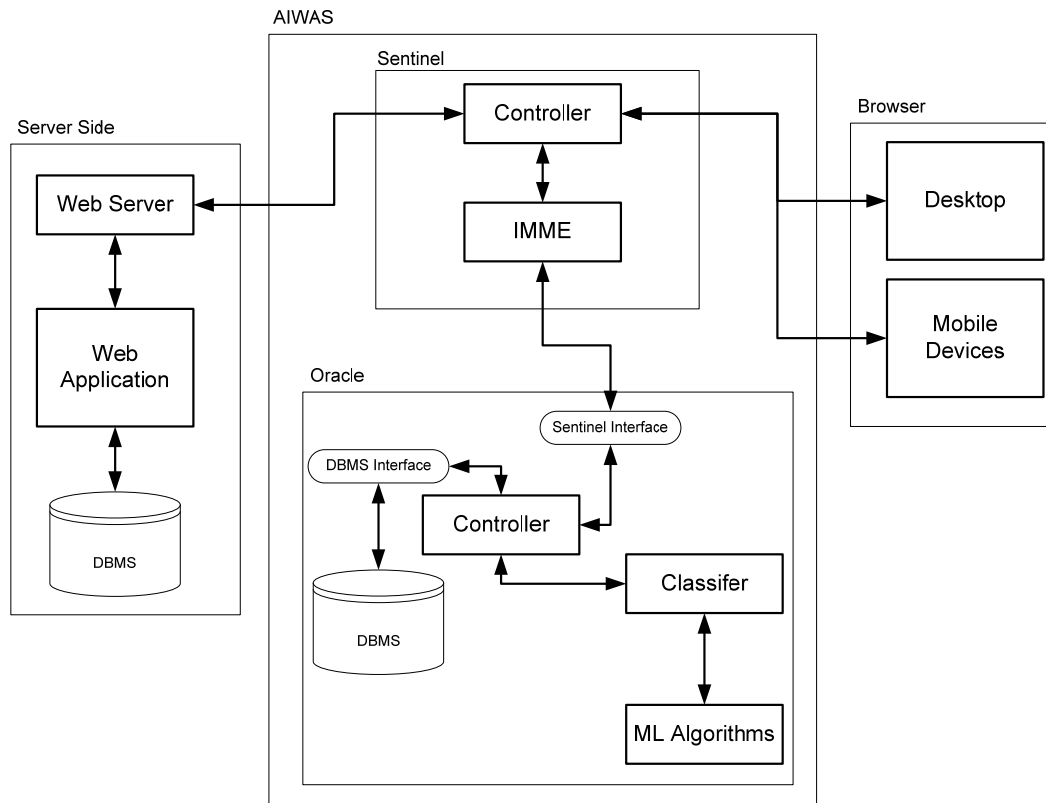 AIWAS
Sentinel
Controller
IMME
Server Side
Web Server
Web
Application
DBMS
Browser
Desktop
Mobile
Devices
Oracle
Sentinel Interface
DBMS Interface
Controller
DBMS
Classifer
ML Algorithms